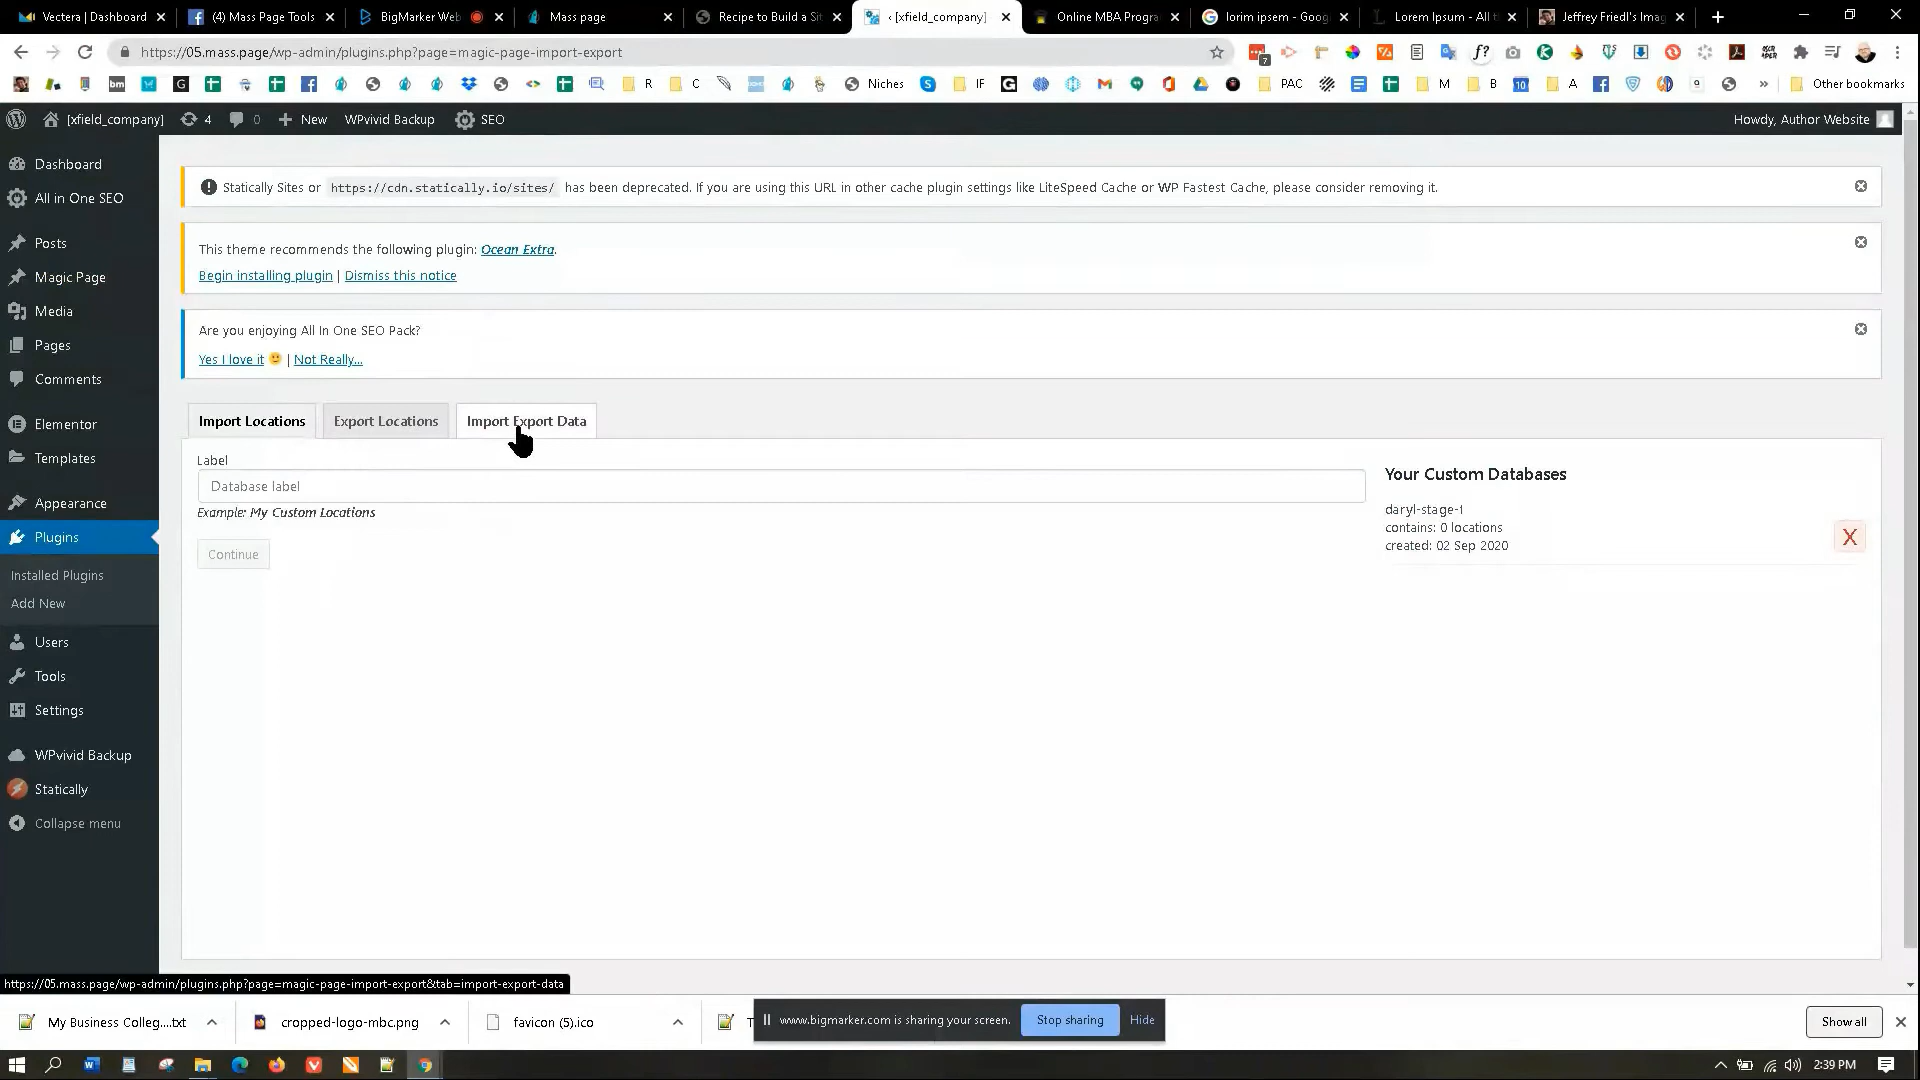 Vectera | Dashboard
(4) Mass Page Tools
BigMarker Web
Mass page
Recipe to Build a Sit
‹ [xfield_company]
Online MBA Progra
lorim ipsem - Goog
Lorem Ipsum - All t
Jeffrey Friedl's Imag
https://05.mass.page/wp-admin/plugins.php?page=magic-page-import-export
f?
7
bm
G
R
C
Niches
IF
PAC
M
B
10
A
»
Other bookmarks
[xfield_company]
4
0
New
WPvivid Backup
SEO
Howdy, Author Website
Dashboard
All in One SEO
Posts
Magic Page
Media
Pages
Comments
Elementor
Templates
Appearance
Plugins
Installed Plugins
Add New
Users
Tools
Settings
WPvivid Backup
Statically
Collapse menu
Statically Sites or https://cdn.statically.io/sites/ has been deprecated. If you are using this URL in other cache plugin settings like LiteSpeed Cache or WP Fastest Cache, please consider removing it.
This theme recommends the following plugin: Ocean Extra.
Begin installing plugin | Dismiss this notice
Are you enjoying All In One SEO Pack?
Yes I love it 🙂 | Not Really...
Import Locations
Export Locations
Import Export Data
Label
Database label
Example: My Custom Locations
Continue
Your Custom Databases
daryl-stage-1
contains: 0 locations
created: 02 Sep 2020
X
https://05.mass.page/wp-admin/plugins.php?page=magic-page-import-export&tab=import-export-data
My Business Colleg....txt
cropped-logo-mbc.png
favicon (5).ico
www.bigmarker.com is sharing your screen.
Stop sharing
Hide
Show all
2:39 PM